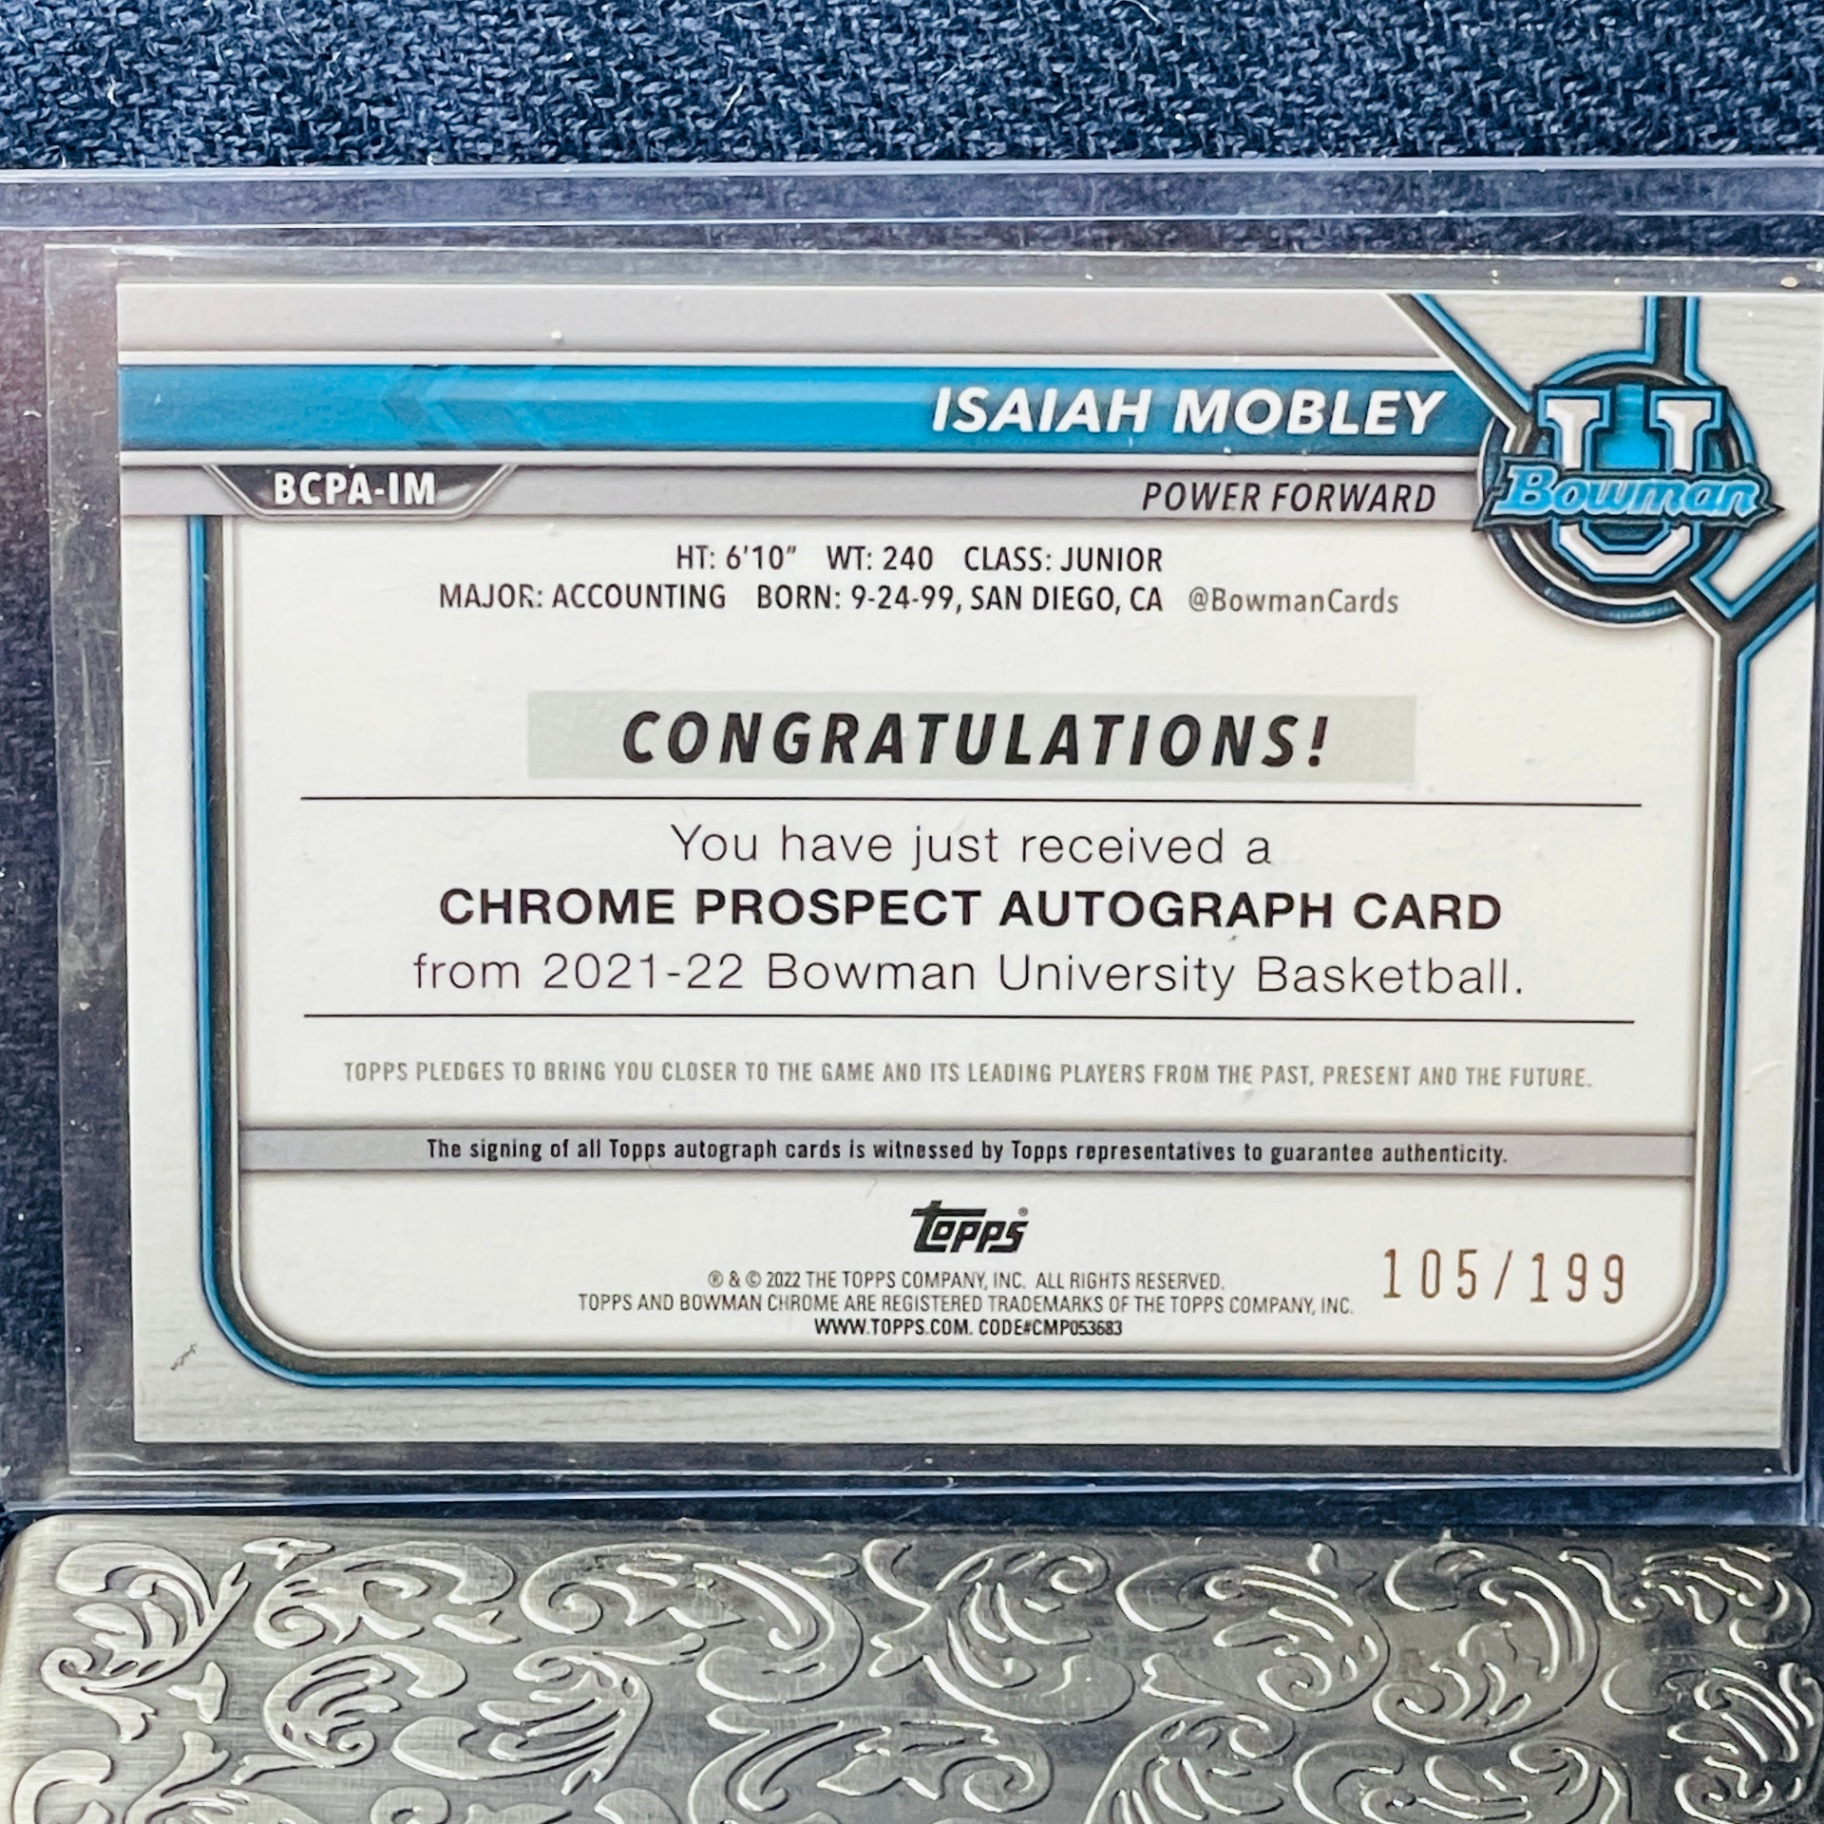 ISAIAH MOBLEY
U
Bowman
BCPA-IM
POWER FORWARD
HT: 6'10" WT: 240 CLASS: JUNIOR
MAJOR: ACCOUNTING BORN: 9-24-99, SAN DIEGO, CA @BowmanCards
CONGRATULATIONS!
You have just received a
CHROME PROSPECT AUTOGRAPH CARD
from 2021-22 Bowman University Basketball.
TOPPS PLEDGES TO BRING YOU CLOSER TO THE GAME AND ITS LEADING PLAYERS FROM THE PAST, PRESENT AND THE FUTURE.
The signing of all Topps autograph cards is witnessed by Topps representatives to guarantee authenticity.
topps®
® & © 2022 THE TOPPS COMPANY, INC. ALL RIGHTS RESERVED.
TOPPS AND BOWMAN CHROME ARE REGISTERED TRADEMARKS OF THE TOPPS COMPANY, INC.
WWW.TOPPS.COM. CODE#CMP053683
105/199